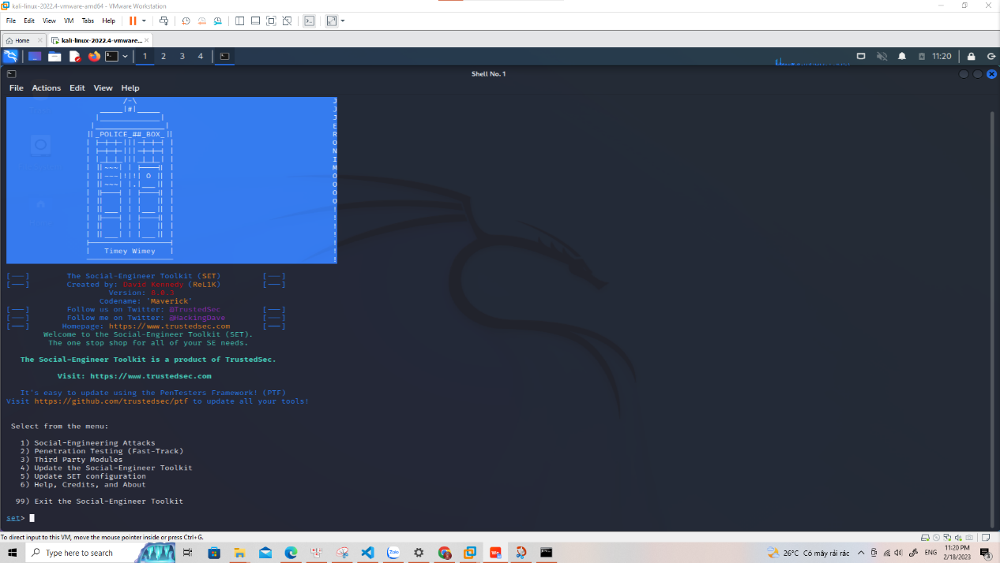 kali-linux-2022.4-vmware-amd64 - VMware Workstation
File Edit View VM Tabs Help
Home kali-linux-2022.4-vmware...
1 2 3 4 11:20
Shell No. 1
File Actions Edit View Help
_POLICE_##_BOX_
Timey Wimey
J
J
J
E
R
O
N
I
M
O
O
O
O
!
!
!
!
!
!
!
[---] The Social-Engineer Toolkit (SET) [---]
[---] Created by: David Kennedy (ReL1K) [---]
Version: 8.0.3
Codename: 'Maverick'
[---] Follow us on Twitter: @TrustedSec [---]
[---] Follow me on Twitter: @HackingDave [---]
[---] Homepage: https://www.trustedsec.com [---]
Welcome to the Social-Engineer Toolkit (SET).
The one stop shop for all of your SE needs.
The Social-Engineer Toolkit is a product of TrustedSec.
Visit: https://www.trustedsec.com
It's easy to update using the PenTesters Framework! (PTF)
Visit https://github.com/trustedsec/ptf to update all your tools!
Select from the menu:
1) Social-Engineering Attacks
2) Penetration Testing (Fast-Track)
3) Third Party Modules
4) Update the Social-Engineer Toolkit
5) Update SET configuration
6) Help, Credits, and About
99) Exit the Social-Engineer Toolkit
set>
To direct input to this VM, move the mouse pointer inside or press Ctrl+G.
Type here to search
Zalo
26°C Có mây rải rác
ENG
11:20 PM
2/18/2023
3